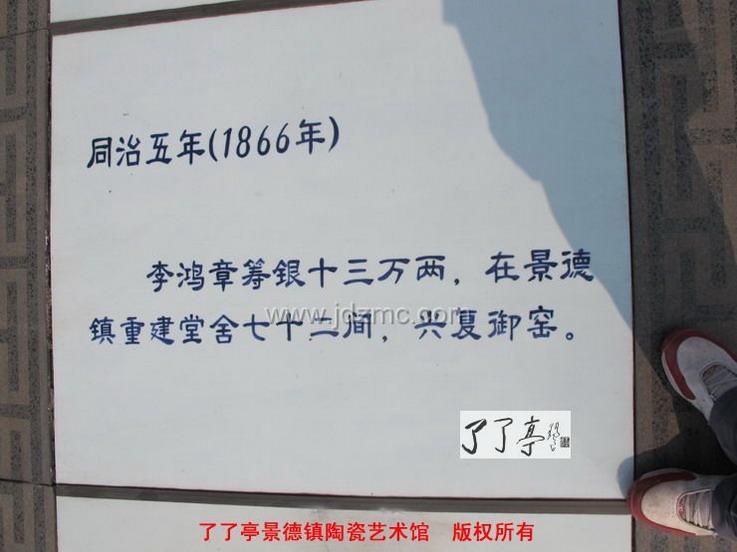 同治五年(1866年)
李鸿章筹银十三万两，在景德
镇重建堂舍七十二间，兴复御窑。
www.jdzmc.com
了了亭
了了亭景德镇陶瓷艺术馆 版权所有